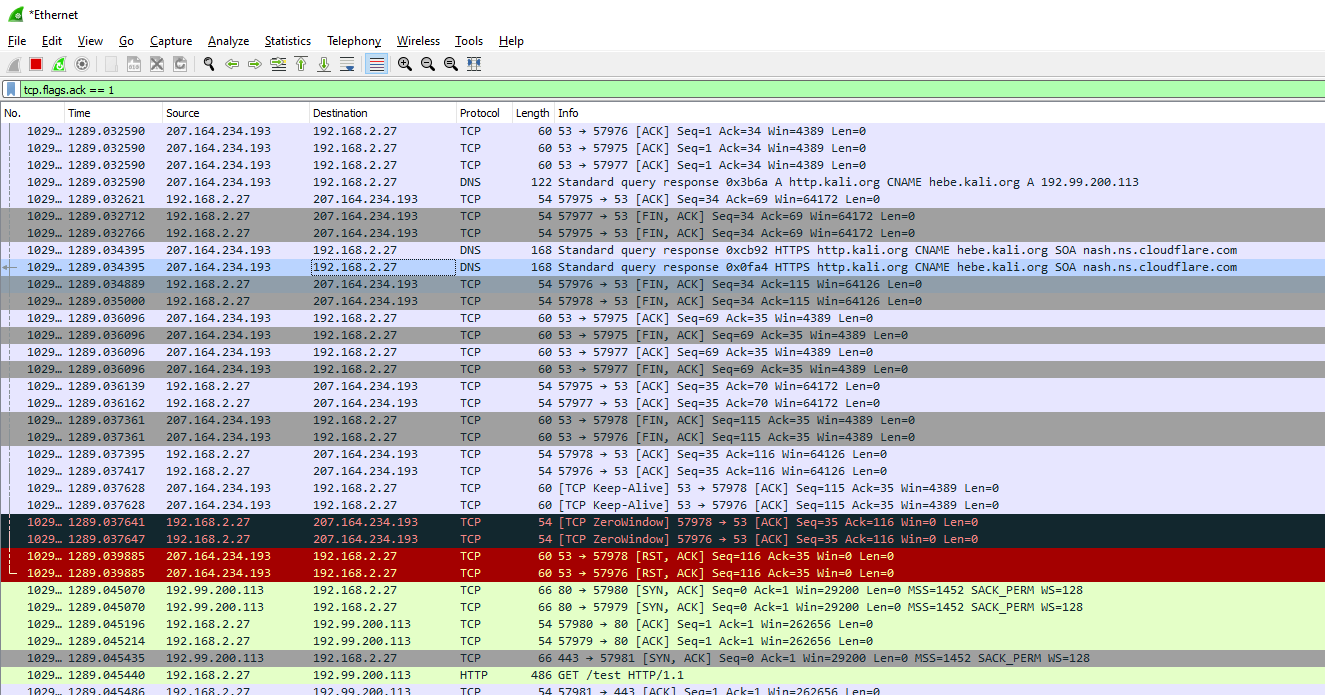 *Ethernet
File Edit View Go Capture Analyze Statistics Telephony Wireless Tools Help
tcp.flags.ack == 1
No. Time Source Destination Protocol Length Info
1029… 1289.032590 207.164.234.193 192.168.2.27 TCP 60 53 → 57976 [ACK] Seq=1 Ack=34 Win=4389 Len=0
1029… 1289.032590 207.164.234.193 192.168.2.27 TCP 60 53 → 57975 [ACK] Seq=1 Ack=34 Win=4389 Len=0
1029… 1289.032590 207.164.234.193 192.168.2.27 TCP 60 53 → 57977 [ACK] Seq=1 Ack=34 Win=4389 Len=0
1029… 1289.032590 207.164.234.193 192.168.2.27 DNS 122 Standard query response 0x3b6a A http.kali.org CNAME hebe.kali.org A 192.99.200.113
1029… 1289.032621 192.168.2.27 207.164.234.193 TCP 54 57975 → 53 [ACK] Seq=34 Ack=69 Win=64172 Len=0
1029… 1289.032712 192.168.2.27 207.164.234.193 TCP 54 57977 → 53 [FIN, ACK] Seq=34 Ack=69 Win=64172 Len=0
1029… 1289.032766 192.168.2.27 207.164.234.193 TCP 54 57975 → 53 [FIN, ACK] Seq=34 Ack=69 Win=64172 Len=0
1029… 1289.034395 207.164.234.193 192.168.2.27 DNS 168 Standard query response 0xcb92 HTTPS http.kali.org CNAME hebe.kali.org SOA nash.ns.cloudflare.com
1029… 1289.034395 207.164.234.193 192.168.2.27 DNS 168 Standard query response 0x0fa4 HTTPS http.kali.org CNAME hebe.kali.org SOA nash.ns.cloudflare.com
1029… 1289.034889 192.168.2.27 207.164.234.193 TCP 54 57976 → 53 [FIN, ACK] Seq=34 Ack=115 Win=64126 Len=0
1029… 1289.035000 192.168.2.27 207.164.234.193 TCP 54 57978 → 53 [FIN, ACK] Seq=34 Ack=115 Win=64126 Len=0
1029… 1289.036096 207.164.234.193 192.168.2.27 TCP 60 53 → 57975 [ACK] Seq=69 Ack=35 Win=4389 Len=0
1029… 1289.036096 207.164.234.193 192.168.2.27 TCP 60 53 → 57975 [FIN, ACK] Seq=69 Ack=35 Win=4389 Len=0
1029… 1289.036096 207.164.234.193 192.168.2.27 TCP 60 53 → 57977 [ACK] Seq=69 Ack=35 Win=4389 Len=0
1029… 1289.036096 207.164.234.193 192.168.2.27 TCP 60 53 → 57977 [FIN, ACK] Seq=69 Ack=35 Win=4389 Len=0
1029… 1289.036139 192.168.2.27 207.164.234.193 TCP 54 57975 → 53 [ACK] Seq=35 Ack=70 Win=64172 Len=0
1029… 1289.036162 192.168.2.27 207.164.234.193 TCP 54 57977 → 53 [ACK] Seq=35 Ack=70 Win=64172 Len=0
1029… 1289.037361 207.164.234.193 192.168.2.27 TCP 60 53 → 57978 [FIN, ACK] Seq=115 Ack=35 Win=4389 Len=0
1029… 1289.037361 207.164.234.193 192.168.2.27 TCP 60 53 → 57976 [FIN, ACK] Seq=115 Ack=35 Win=4389 Len=0
1029… 1289.037395 192.168.2.27 207.164.234.193 TCP 54 57978 → 53 [ACK] Seq=35 Ack=116 Win=64126 Len=0
1029… 1289.037417 192.168.2.27 207.164.234.193 TCP 54 57976 → 53 [ACK] Seq=35 Ack=116 Win=64126 Len=0
1029… 1289.037628 207.164.234.193 192.168.2.27 TCP 60 [TCP Keep-Alive] 53 → 57978 [ACK] Seq=115 Ack=35 Win=4389 Len=0
1029… 1289.037628 207.164.234.193 192.168.2.27 TCP 60 [TCP Keep-Alive] 53 → 57976 [ACK] Seq=115 Ack=35 Win=4389 Len=0
1029… 1289.037641 192.168.2.27 207.164.234.193 TCP 54 [TCP ZeroWindow] 57978 → 53 [ACK] Seq=35 Ack=116 Win=0 Len=0
1029… 1289.037647 192.168.2.27 207.164.234.193 TCP 54 [TCP ZeroWindow] 57976 → 53 [ACK] Seq=35 Ack=116 Win=0 Len=0
1029… 1289.039885 207.164.234.193 192.168.2.27 TCP 60 53 → 57978 [RST, ACK] Seq=116 Ack=35 Win=0 Len=0
1029… 1289.039885 207.164.234.193 192.168.2.27 TCP 60 53 → 57976 [RST, ACK] Seq=116 Ack=35 Win=0 Len=0
1029… 1289.045070 192.99.200.113 192.168.2.27 TCP 66 80 → 57980 [SYN, ACK] Seq=0 Ack=1 Win=29200 Len=0 MSS=1452 SACK_PERM WS=128
1029… 1289.045070 192.99.200.113 192.168.2.27 TCP 66 80 → 57979 [SYN, ACK] Seq=0 Ack=1 Win=29200 Len=0 MSS=1452 SACK_PERM WS=128
1029… 1289.045196 192.168.2.27 192.99.200.113 TCP 54 57980 → 80 [ACK] Seq=1 Ack=1 Win=262656 Len=0
1029… 1289.045214 192.168.2.27 192.99.200.113 TCP 54 57979 → 80 [ACK] Seq=1 Ack=1 Win=262656 Len=0
1029… 1289.045435 192.99.200.113 192.168.2.27 TCP 66 443 → 57981 [SYN, ACK] Seq=0 Ack=1 Win=29200 Len=0 MSS=1452 SACK_PERM WS=128
1029… 1289.045440 192.168.2.27 192.99.200.113 HTTP 486 GET /test HTTP/1.1
1029… 1289.045486 192.168.2.27 192.99.200.113 TCP 54 57981 → 443 [ACK] Seq=1 Ack=1 Win=262656 Len=0